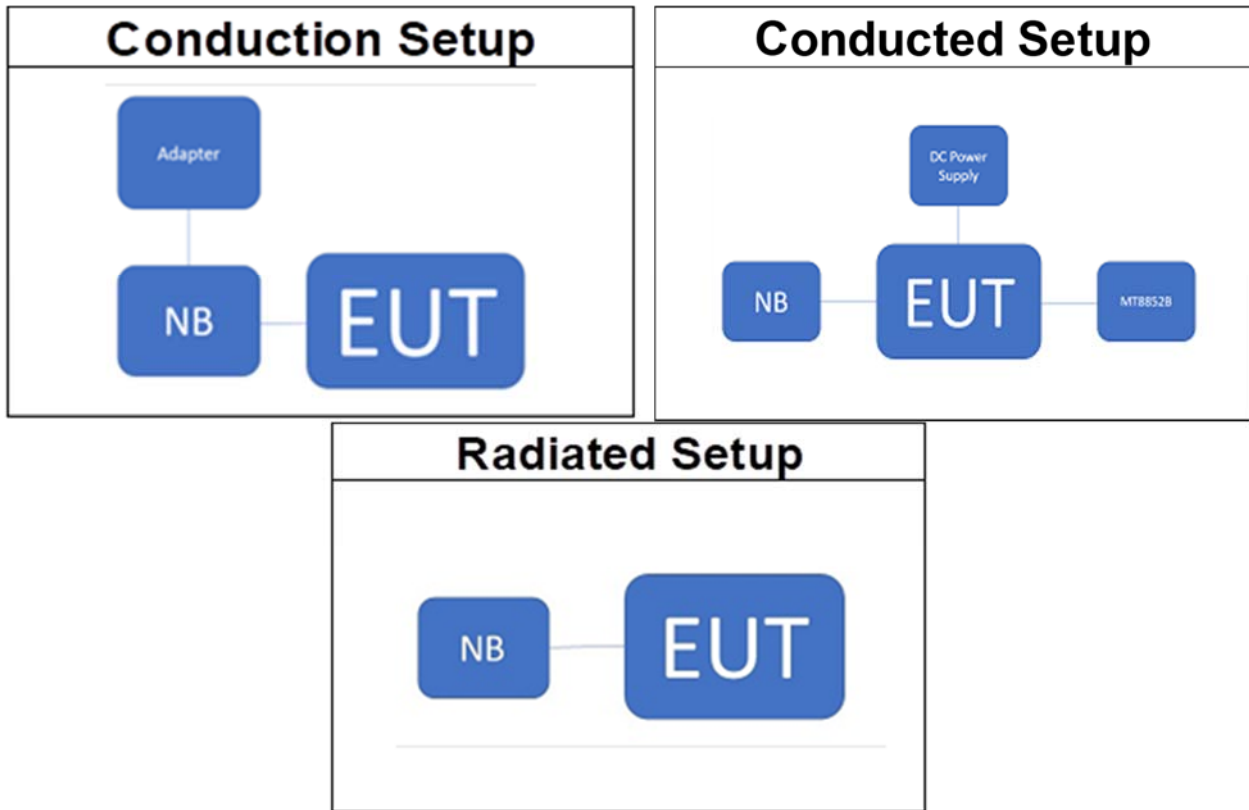 Conduction Setup
Adapter
NB
EUT
Conducted Setup
DC Power
Supply
NB
EUT
MT8852B
Radiated Setup
NB
EUT